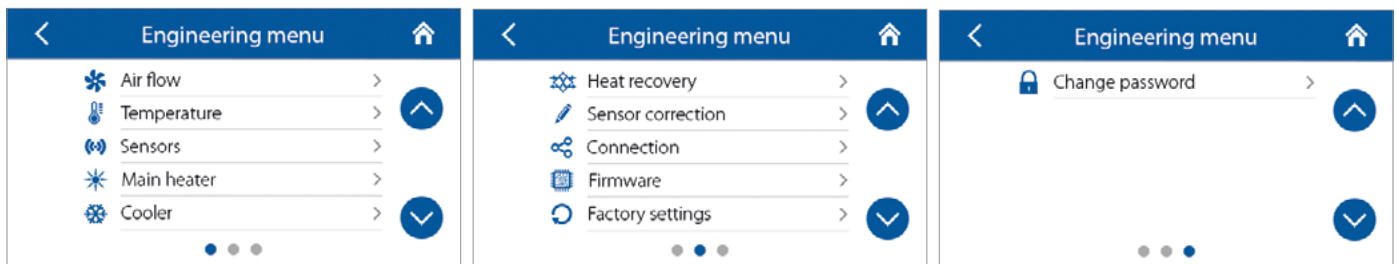 Engineering menu
Air flow
Temperature
Sensors
Main heater
Cooler
Engineering menu
Heat recovery
Sensor correction
Connection
Firmware
Factory settings
Engineering menu
Change password